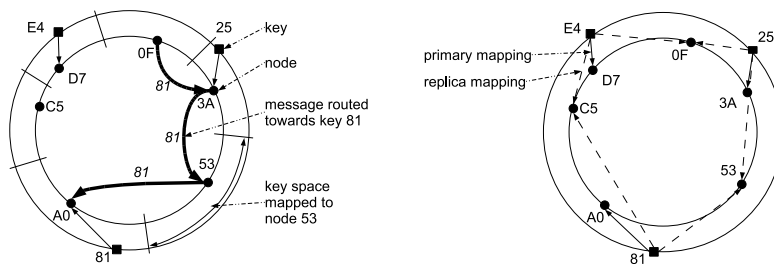 E4
25
key
0F
D7
node
81
3A
C5
message routed
towards key 81
81
53
81
key space
mapped to
node 53
A0
81
E4
25
primary mapping
0F
replica mapping
D7
C5
3A
53
A0
81